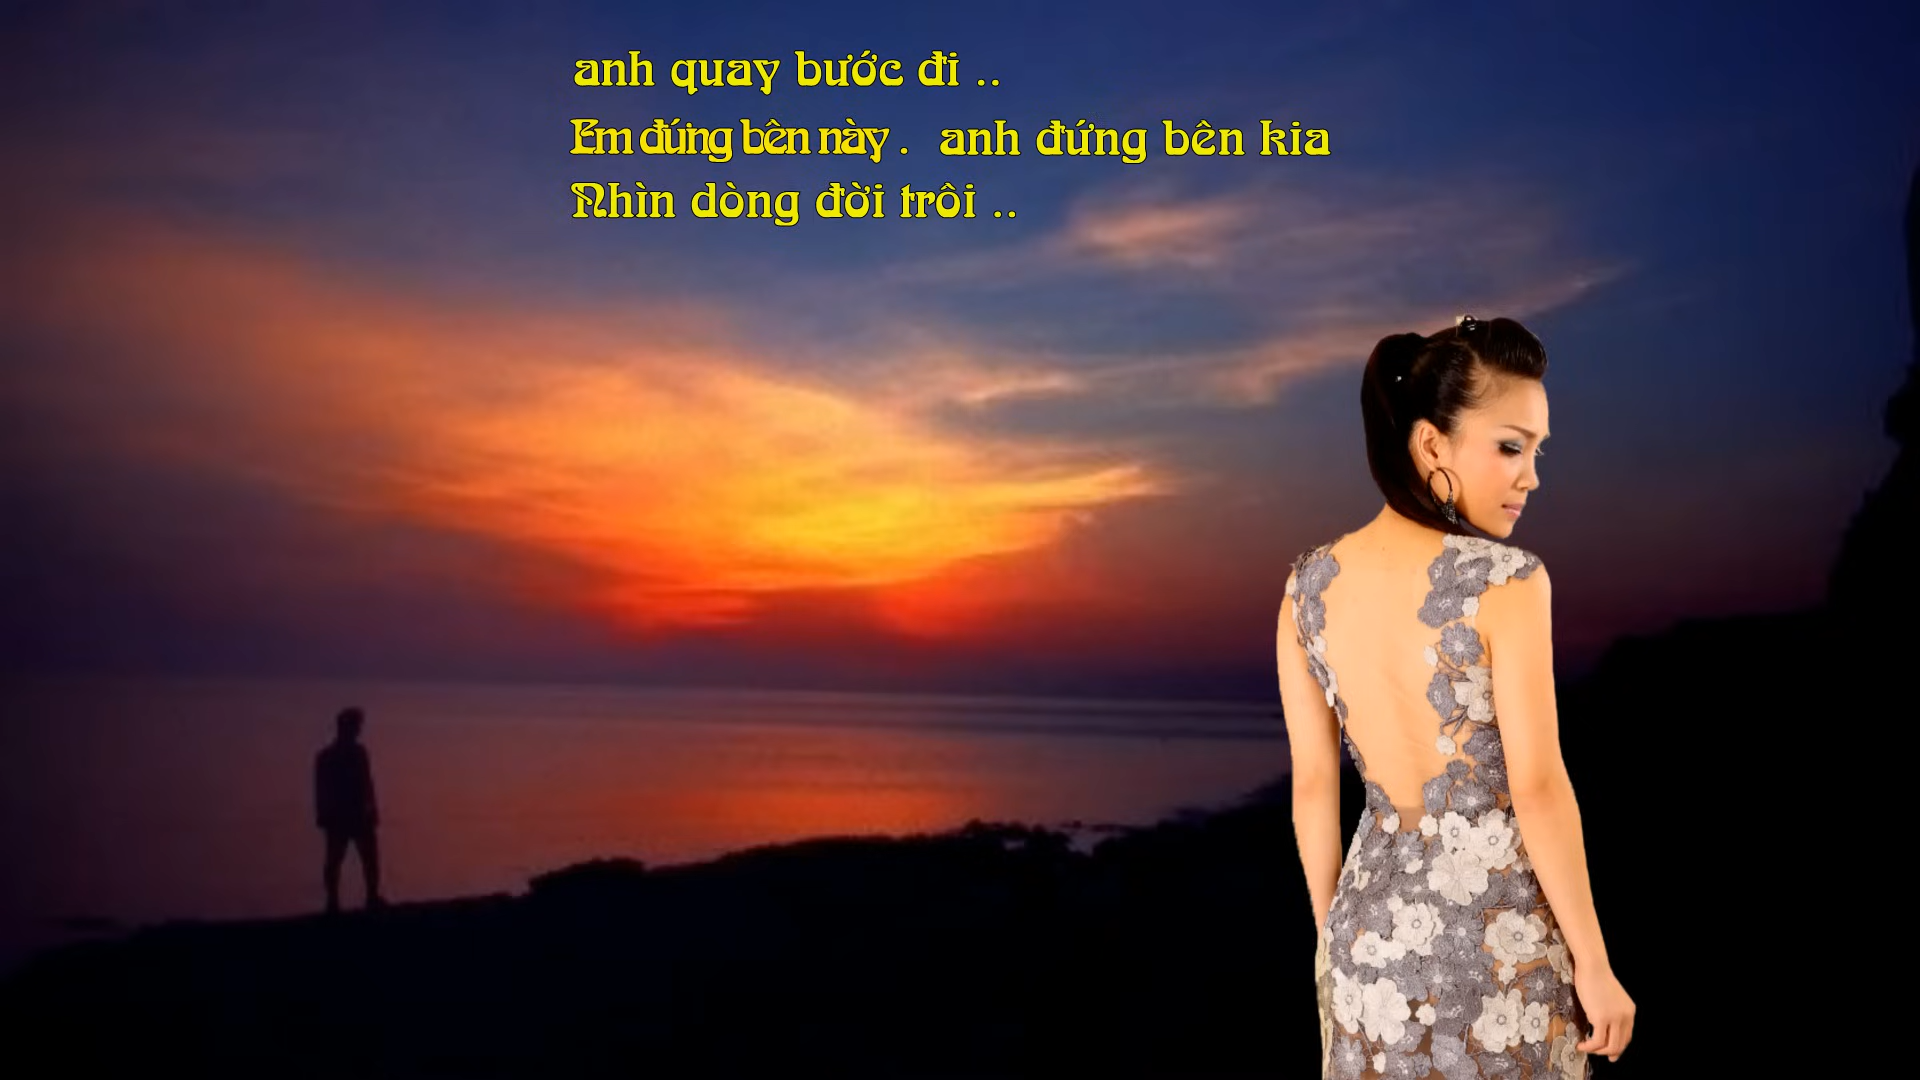 anh quay bước đi ..
Em đứng bên này .   anh đứng bên kia
Nhìn dòng đời trôi ..